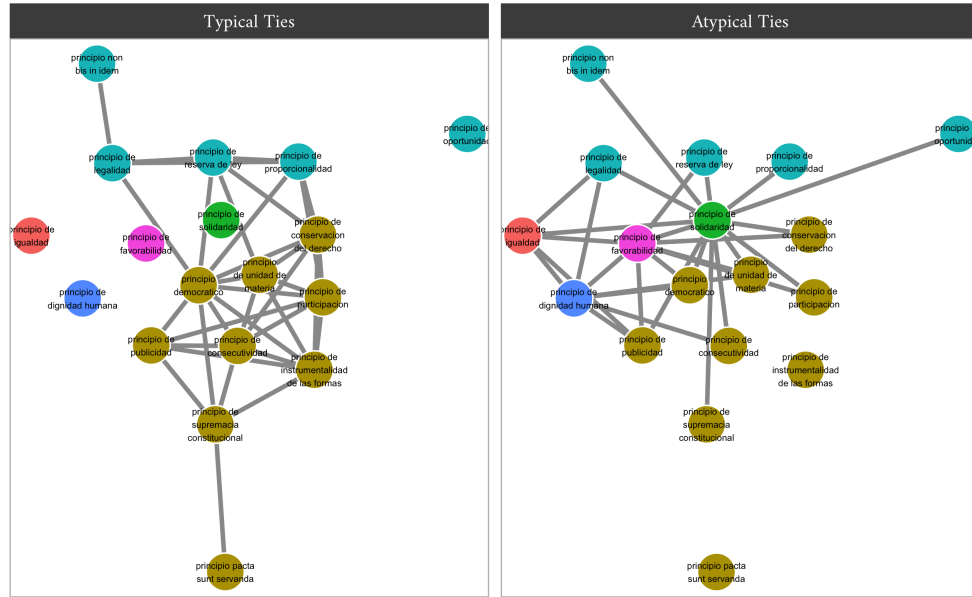 Typical Ties
principio non
bis in idem
principio de
oportunidad
principio de
legalidad
principio de
reserva de ley
principio de
proporcionalidad
principio de
solidaridad
principio de
igualdad
principio de
favorabilidad
principio de
conservacion
del derecho
principio
de unidad de
materia
principio
democratico
principio de
participacion
principio de
dignidad humana
principio de
publicidad
principio de
consecutividad
principio de
instrumentalidad
de las formas
principio de
supremacia
constitucional
principio pacta
sunt servanda
Atypical Ties
principio non
bis in idem
principio de
oportunidad
principio de
legalidad
principio de
reserva de ley
principio de
proporcionalidad
principio de
solidaridad
principio de
igualdad
principio de
favorabilidad
principio de
conservacion
del derecho
principio de
dignidad humana
principio
democratico
principio
de unidad de
materia
principio de
participacion
principio de
publicidad
principio de
consecutividad
principio de
instrumentalidad
de las formas
principio de
supremacia
constitucional
principio pacta
sunt servanda